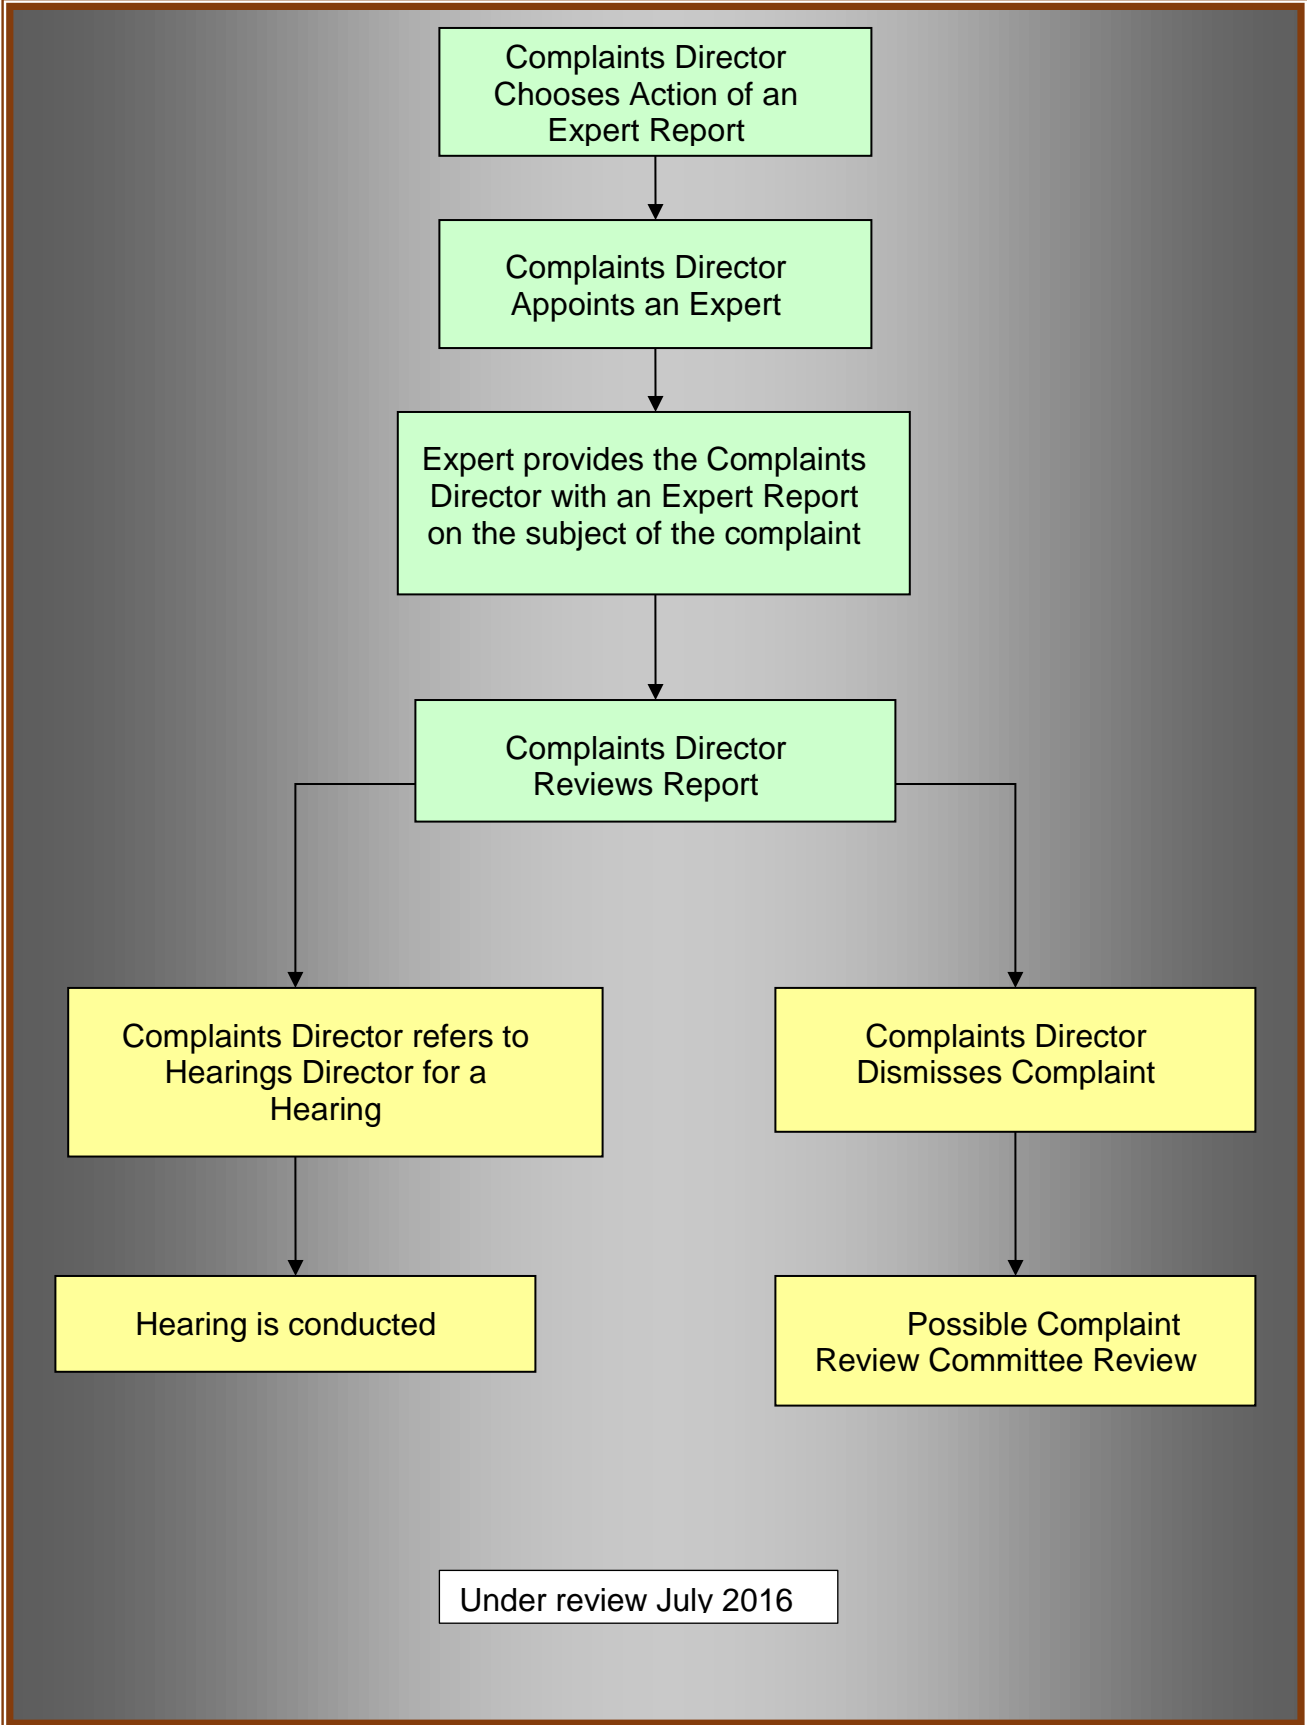 Complaints Director
Chooses Action of an
Expert Report
Complaints Director
Appoints an Expert
Expert provides the Complaints
Director with an Expert Report
on the subject of the complaint
Complaints Director
Reviews Report
Complaints Director refers to
Hearings Director for a
Hearing
Complaints Director
Dismisses Complaint
Hearing is conducted
Possible Complaint
Review Committee Review
Under review July 2016